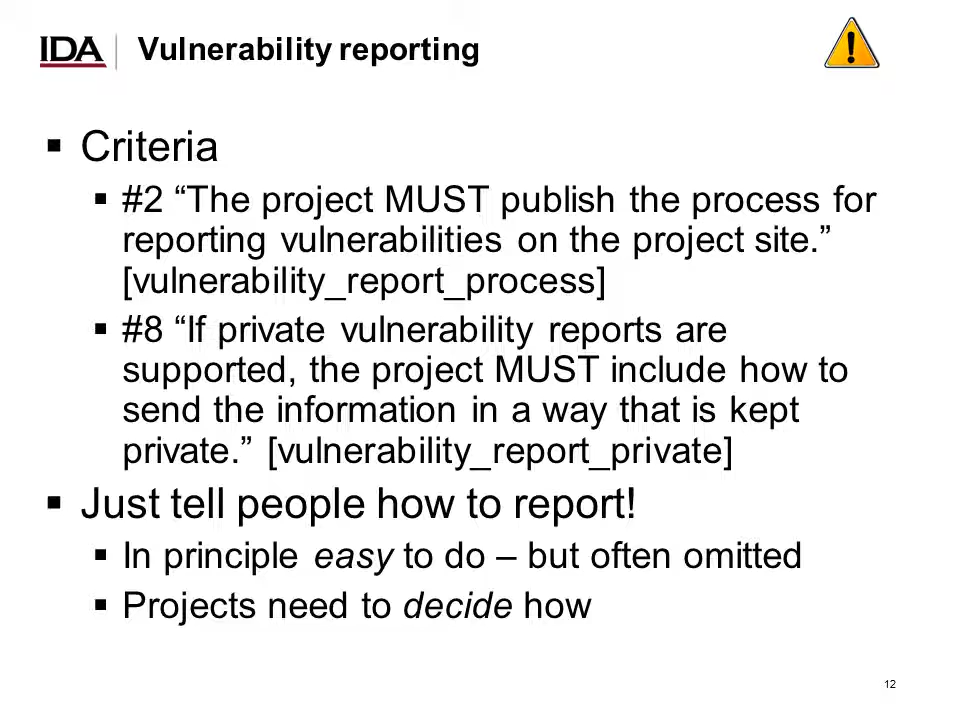 IDA Vulnerability reporting
▪ Criteria
▪ #2 “The project MUST publish the process for
reporting vulnerabilities on the project site.”
[vulnerability_report_process]
▪ #8 “If private vulnerability reports are
supported, the project MUST include how to
send the information in a way that is kept
private.” [vulnerability_report_private]
▪ Just tell people how to report!
▪ In principle easy to do – but often omitted
▪ Projects need to decide how
12